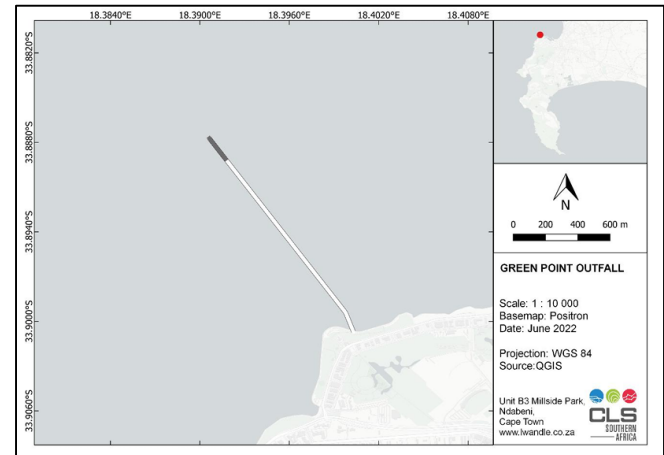 18.3840°E 18.3900°E 18.3960°E 18.4020°E 18.4080°E
33.8820°S
33.8880°S
33.8940°S
33.9000°S
33.9060°S
N
0 200 400 600 m
GREEN POINT OUTFALL
Scale: 1 : 10 000
Basemap: Positron
Date: June 2022
Projection: WGS 84
Source:QGIS
Unit B3 Millside Park,
Ndabeni,
Cape Town
www.lwandle.co.za
CLS
SOUTHERN
AFRICA